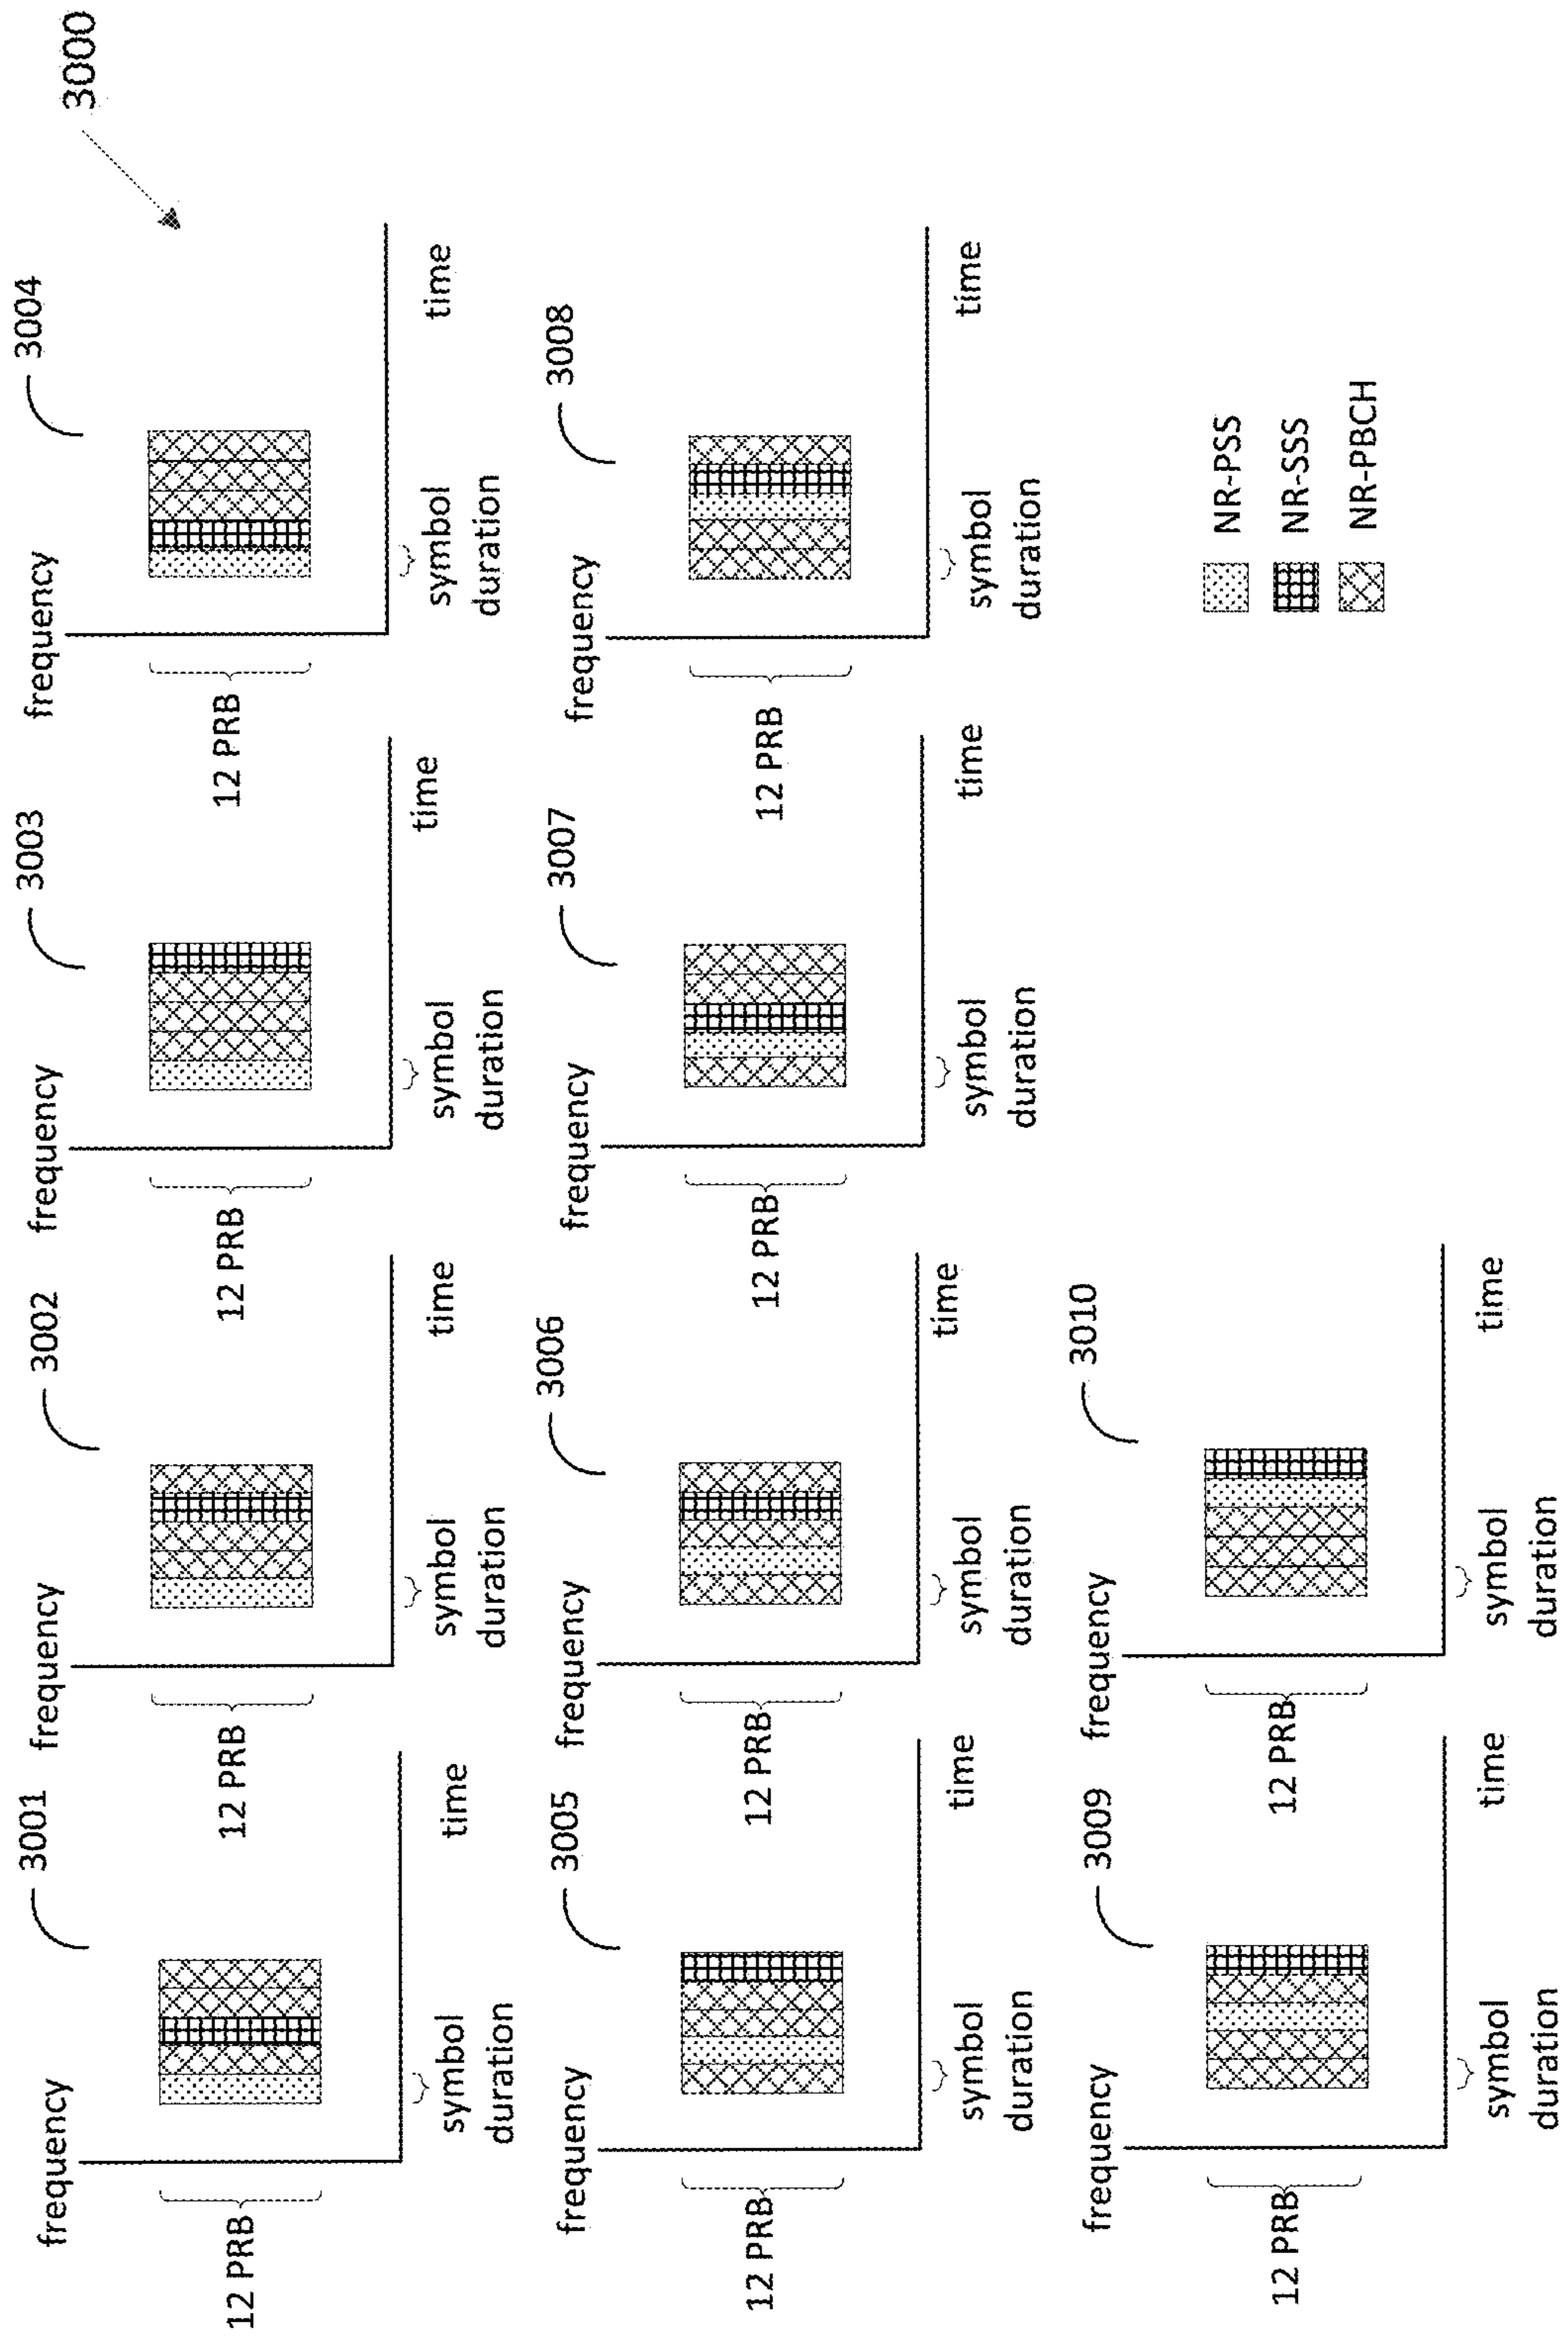 3000
3001
frequency
12 PRB
time
symbol
duration
3002
frequency
12 PRB
time
symbol
duration
3003
frequency
12 PRB
time
symbol
duration
3004
frequency
12 PRB
time
symbol
duration
3005
frequency
12 PRB
time
symbol
duration
3006
frequency
12 PRB
time
symbol
duration
3007
frequency
12 PRB
time
symbol
duration
3008
frequency
12 PRB
time
symbol
duration
3009
frequency
12 PRB
time
symbol
duration
3010
frequency
12 PRB
time
symbol
duration
NR-PSS
NR-SSS
NR-PBCH